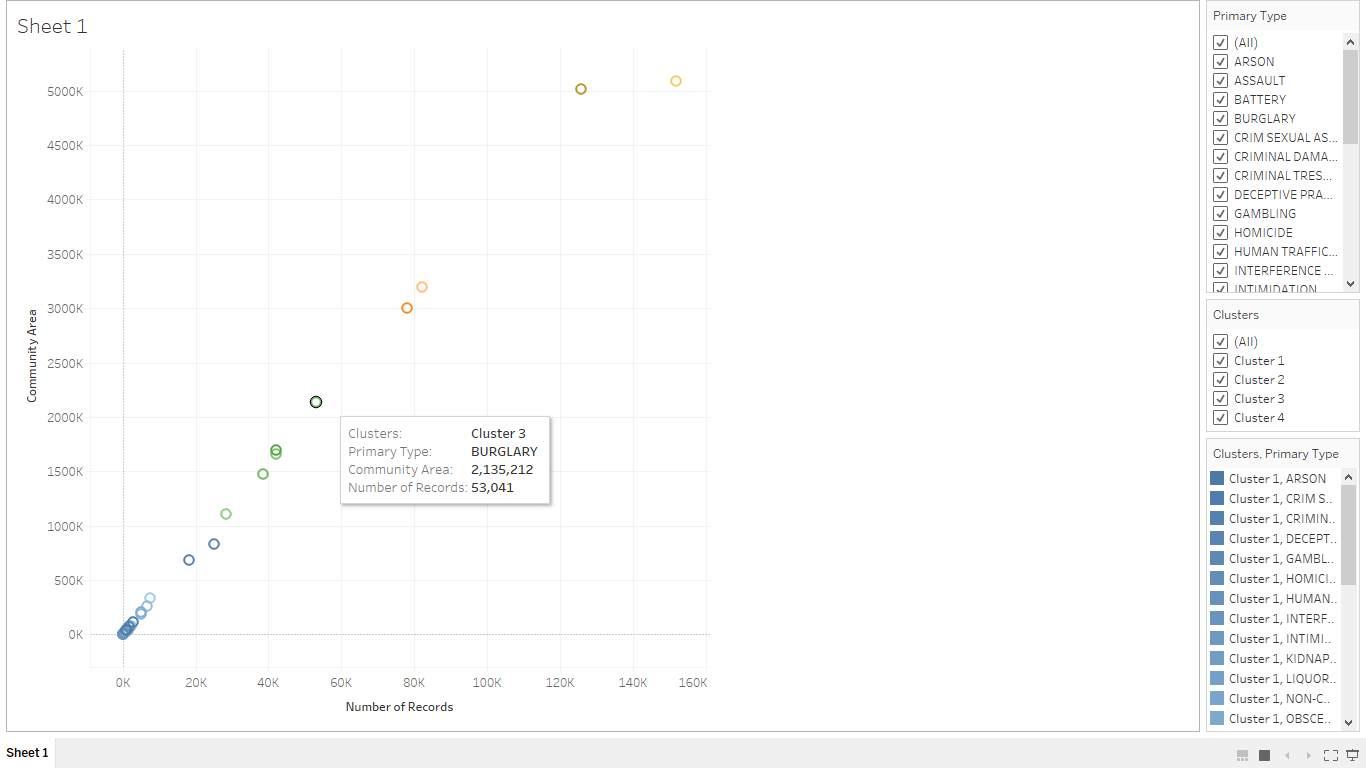 Sheet 1
5000K
4500K
4000K
3500K
3000K
2500K
2000K
1500K
1000K
500K
0K
Community Area
0K 20K 40K 60K 80K 100K 120K 140K 160K
Number of Records
Clusters: Cluster 3
Primary Type: BURGLARY
Community Area: 2,135,212
Number of Records: 53,041
Primary Type
(All)
ARSON
ASSAULT
BATTERY
BURGLARY
CRIM SEXUAL AS...
CRIMINAL DAMA...
CRIMINAL TRES...
DECEPTIVE PRA...
GAMBLING
HOMICIDE
HUMAN TRAFFIC...
INTERFERENCE ...
INTIMIDATION
Clusters
(All)
Cluster 1
Cluster 2
Cluster 3
Cluster 4
Clusters, Primary Type
Cluster 1, ARSON
Cluster 1, CRIM S..
Cluster 1, CRIMIN..
Cluster 1, DECEPT..
Cluster 1, GAMBL..
Cluster 1, HOMICI..
Cluster 1, HUMAN..
Cluster 1, INTERF..
Cluster 1, INTIMI..
Cluster 1, KIDNAP..
Cluster 1, LIQUOR..
Cluster 1, NON-C..
Cluster 1, OBSCE..
Sheet 1